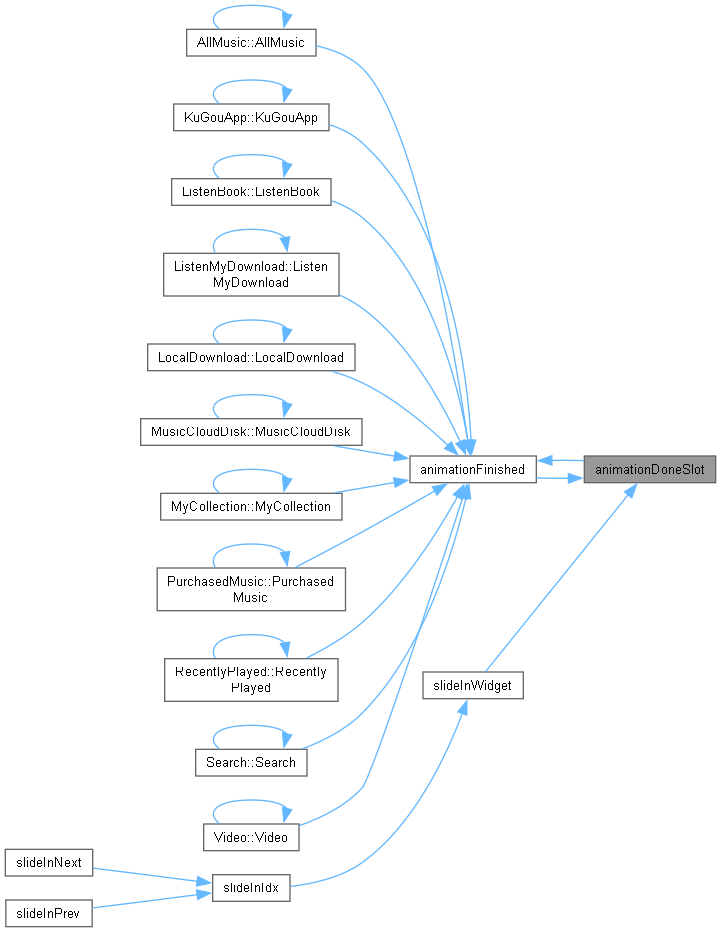 AllMusic::AllMusic
KuGouApp::KuGouApp
ListenBook::ListenBook
ListenMyDownload::Listen
MyDownload
LocalDownload::LocalDownload
MusicCloudDisk::MusicCloudDisk
animationFinished
animationDoneSlot
MyCollection::MyCollection
PurchasedMusic::Purchased
Music
RecentlyPlayed::Recently
Played
slideInWidget
Search::Search
Video::Video
slideInNext
slideInIdx
slideInPrev